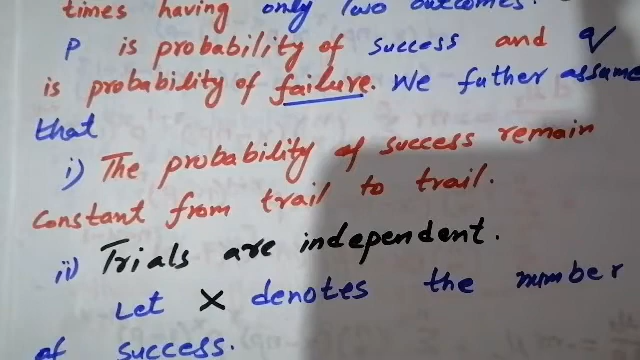 times having only two outcomes.
P is probability of success and q
is probability of failure. We futher assume
that
i) The probability of success remain
constant from trail to trail.
ii) Trials are independent.
Let X denotes the number
of success.